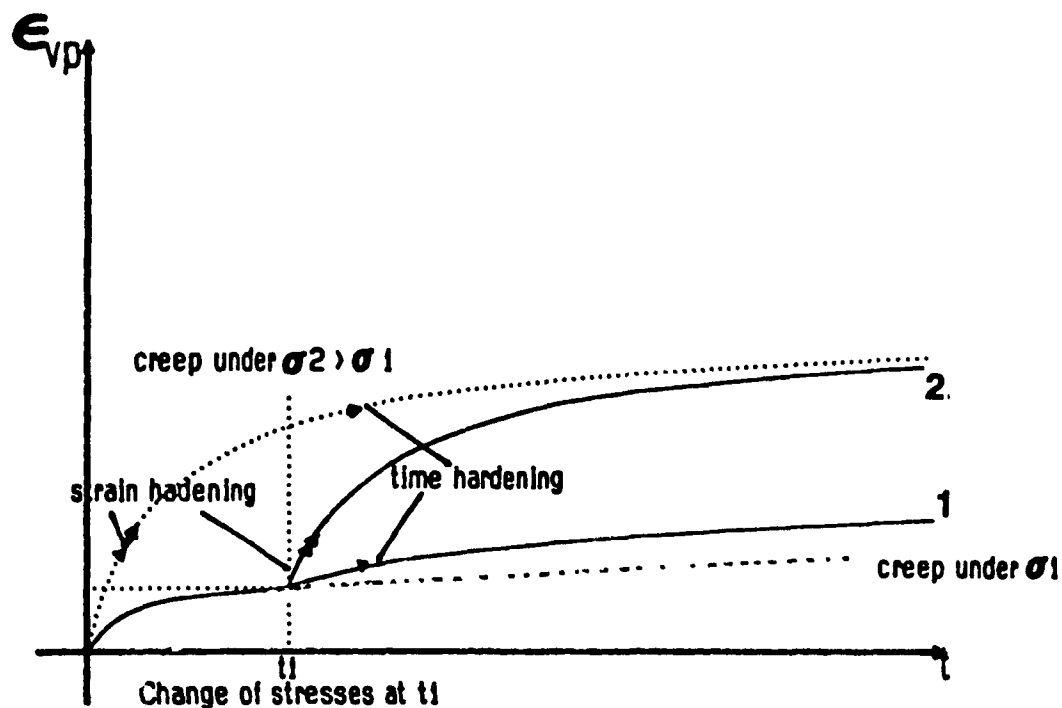 ϵvp
creep under σ2 > σ1
2
strain hadening
time hardening
1
creep under σ1
t1
t
Change of stresses at t1